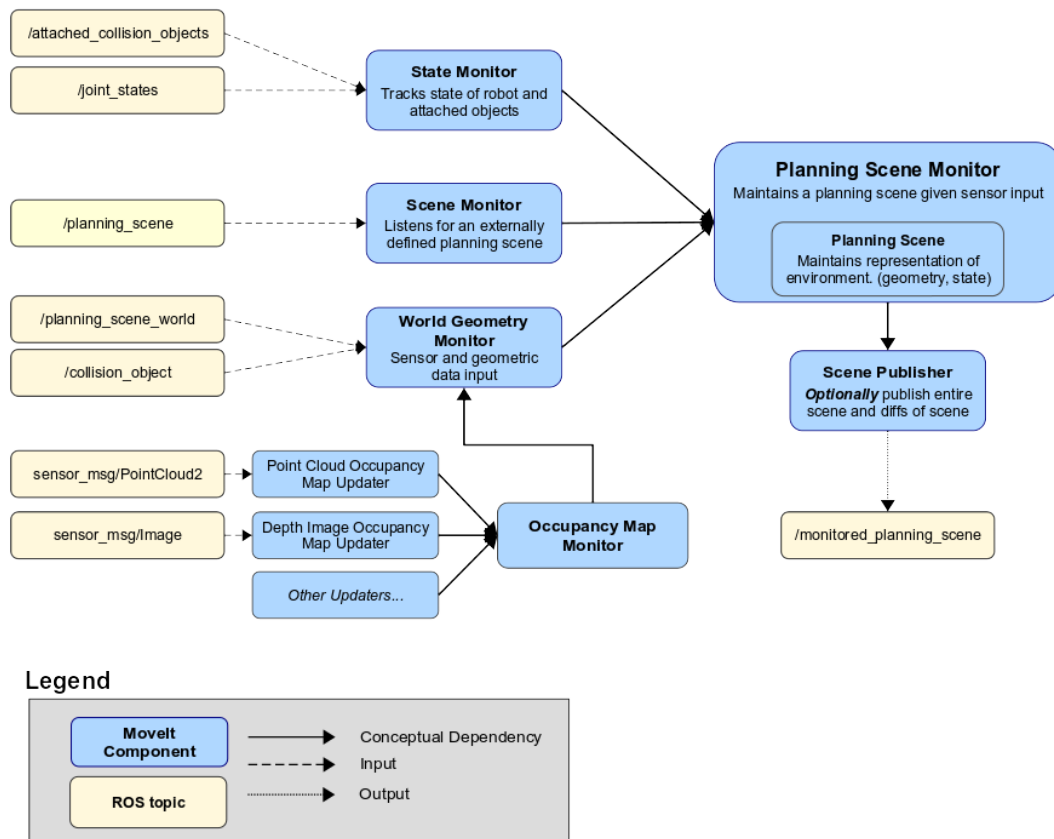 /attached_collision_objects
/joint_states
State Monitor
Tracks state of robot and
attached objects
/planning_scene
Scene Monitor
Listens for an externally
defined planning scene
Planning Scene Monitor
Maintains a planning scene given sensor input
Planning Scene
Maintains representation of
environment. (geometry, state)
/planning_scene_world
/collision_object
World Geometry
Monitor
Sensor and geometric
data input
Scene Publisher
Optionally publish entire
scene and diffs of scene
sensor_msg/PointCloud2
Point Cloud Occupancy
Map Updater
sensor_msg/Image
Depth Image Occupancy
Map Updater
Other Updaters...
Occupancy Map
Monitor
/monitored_planning_scene
Legend
MoveIt
Component
ROS topic
Conceptual Dependency
Input
Output